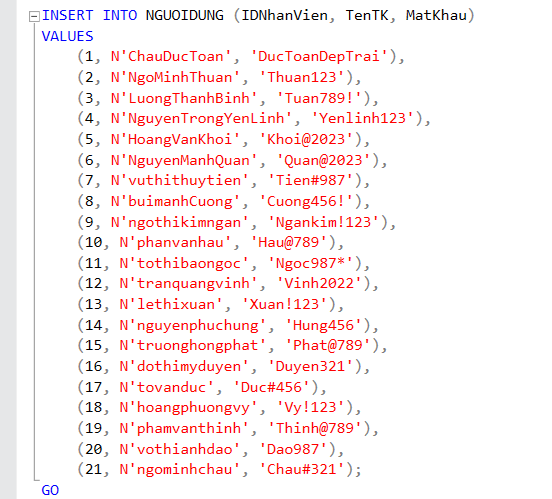 INSERT INTO NGUOIDUNG (IDNhanVien, TenTK, MatKhau)
VALUES
(1, N'ChauDucToan', 'DucToanDepTrai'),
(2, N'NgoMinhThuan', 'Thuan123'),
(3, N'LuongThanhBinh', 'Tuan789!'),
(4, N'NguyenTrongYenLinh', 'Yenlinh123'),
(5, N'HoangVanKhoi', 'Khoi@2023'),
(6, N'NguyenManhQuan', 'Quan@2023'),
(7, N'vuthithuytien', 'Tien#987'),
(8, N'buimanhCuong', 'Cuong456!'),
(9, N'ngothikimngan', 'Ngankim!123'),
(10, N'phanvanhau', 'Hau@789'),
(11, N'tothibaongoc', 'Ngoc987*'),
(12, N'tranquangvinh', 'Vinh2022'),
(13, N'lethixuan', 'Xuan!123'),
(14, N'nguyenphuchung', 'Hung456'),
(15, N'truonghongphat', 'Phat@789'),
(16, N'dothimyduyen', 'Duyen321'),
(17, N'tovanduc', 'Duc#456'),
(18, N'hoangphuongvy', 'Vy!123'),
(19, N'phamvanthinh', 'Thinh@789'),
(20, N'vothianhdao', 'Dao987'),
(21, N'ngominhchau', 'Chau#321');
GO